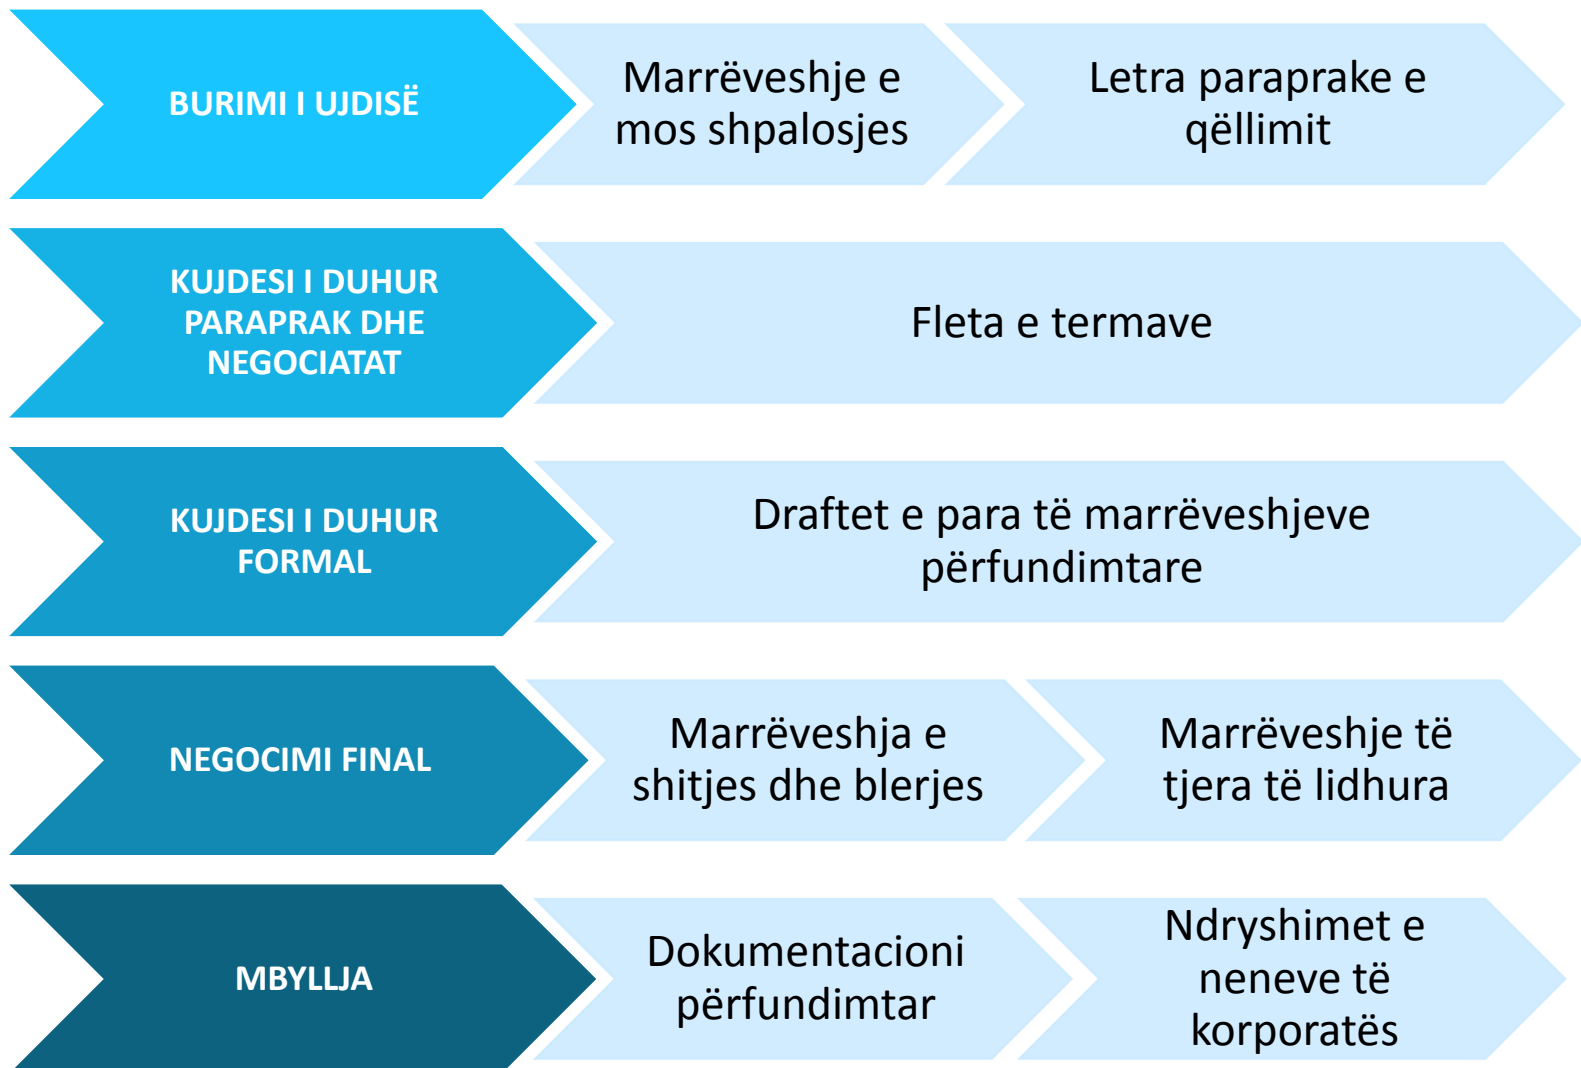 BURIMI I UJDISË
Marrëveshje e
mos shpalosjes
Letra paraprake e
qëllimit
KUJDESI I DUHUR
PARAPRAK DHE
NEGOCIATAT
Fleta e termave
KUJDESI I DUHUR
FORMAL
Draftet e para të marrëveshjeve
përfundimtare
NEGOCIMI FINAL
Marrëveshja e
shitjes dhe blerjes
Marrëveshje të
tjera të lidhura
MBYLLJA
Dokumentacioni
përfundimtar
Ndryshimet e
neneve të
korporatës